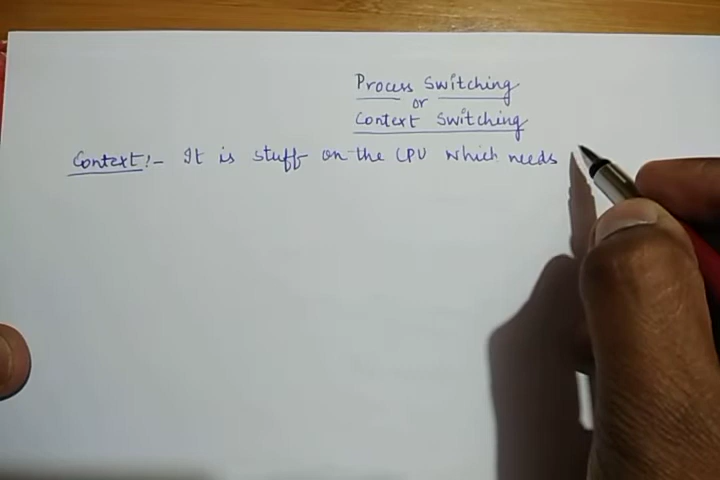 Process Switching
or
Context Switching
Context:- It is stuff on the CPU which needs